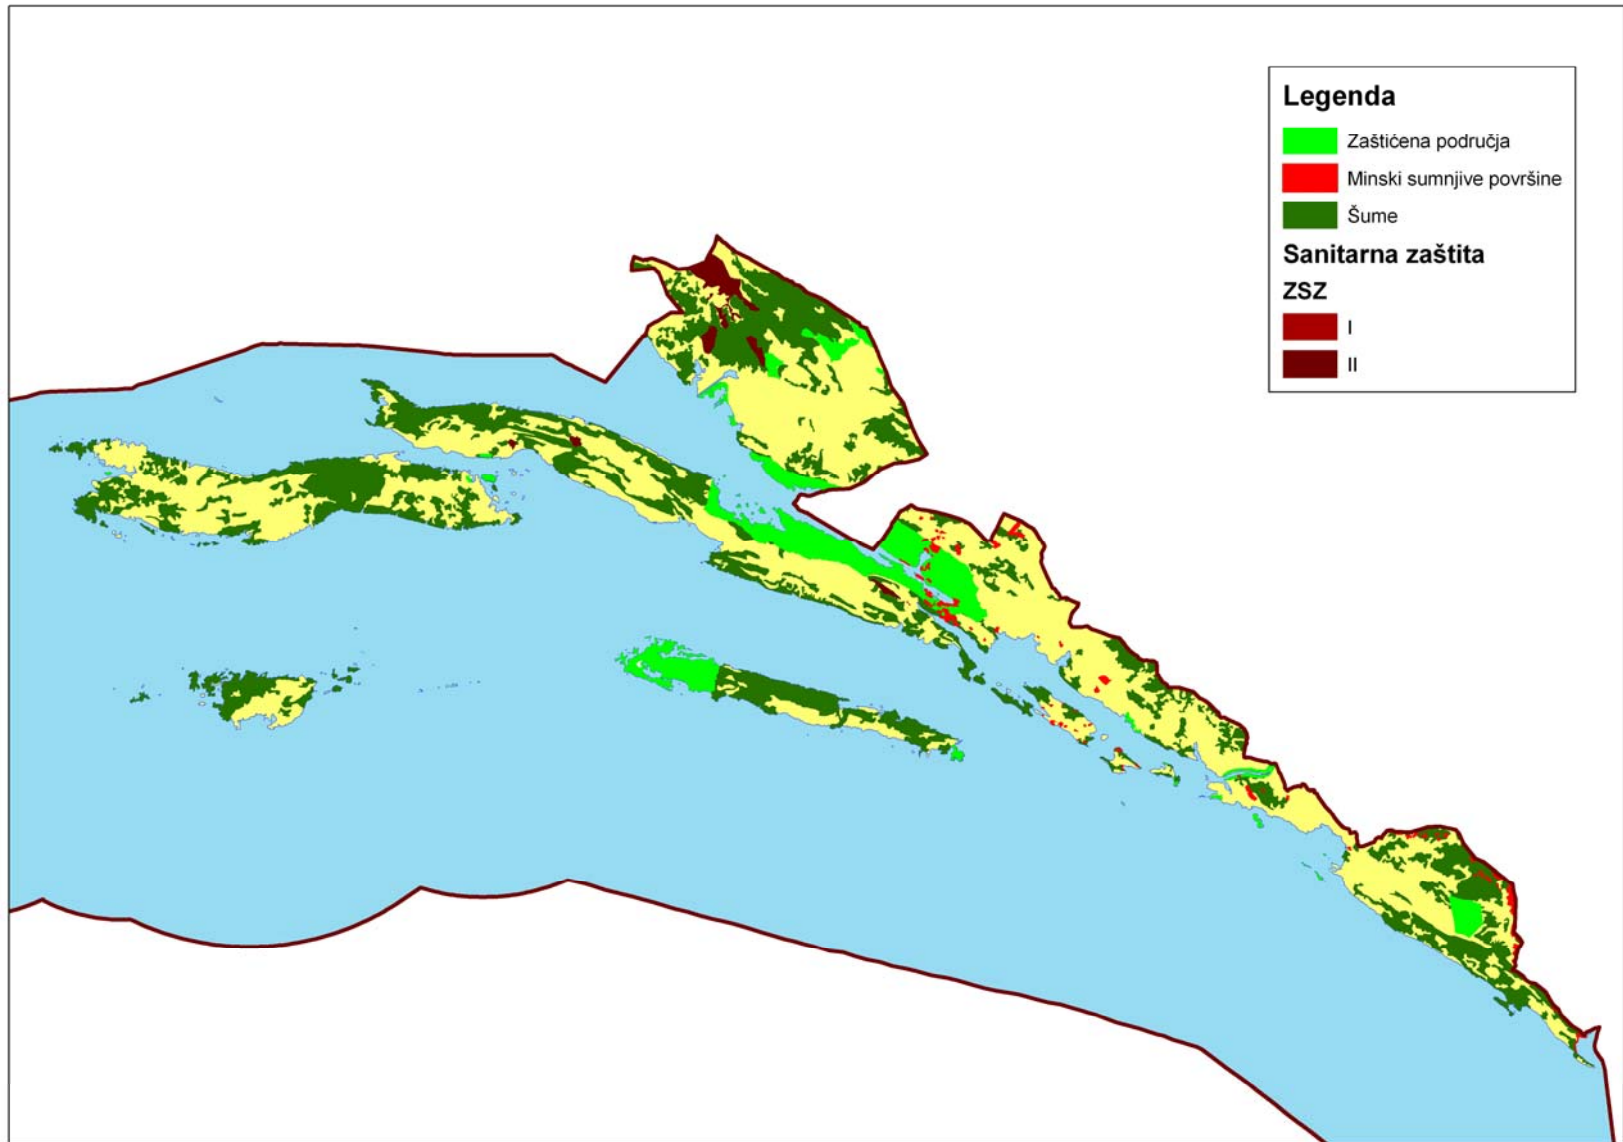 Legenda
Zaštićena područja
Minski sumnjive površine
Šume
Sanitarna zaštita
ZSZ
I
II